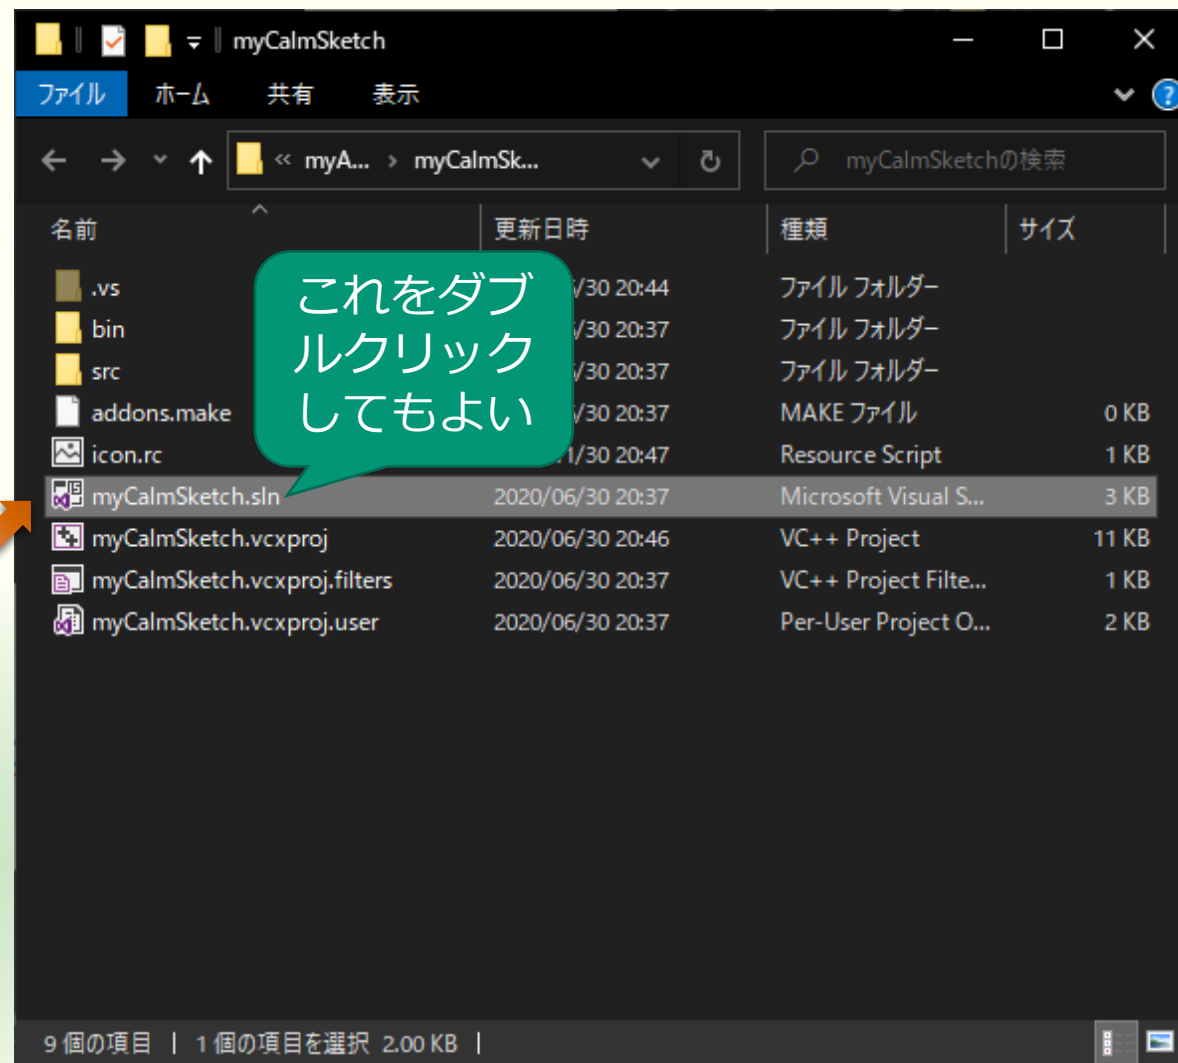 myCalmSketch
ファイル ホーム 共有 表示
myA... myCalmSk... myCalmSketchの検索
名前 更新日時 種類 サイズ
.vs /30 20:44 ファイル フォルダー
bin /30 20:37 ファイル フォルダー
src /30 20:37 ファイル フォルダー
addons.make /30 20:37 MAKE ファイル 0 KB
icon.rc 1/30 20:47 Resource Script 1 KB
myCalmSketch.sln 2020/06/30 20:37 Microsoft Visual S... 3 KB
myCalmSketch.vcxproj 2020/06/30 20:46 VC++ Project 11 KB
myCalmSketch.vcxproj.filters 2020/06/30 20:37 VC++ Project Filte... 1 KB
myCalmSketch.vcxproj.user 2020/06/30 20:37 Per-User Project O... 2 KB
これをダブ
ルクリック
してもよい
9 個の項目 | 1 個の項目を選択 2.00 KB |